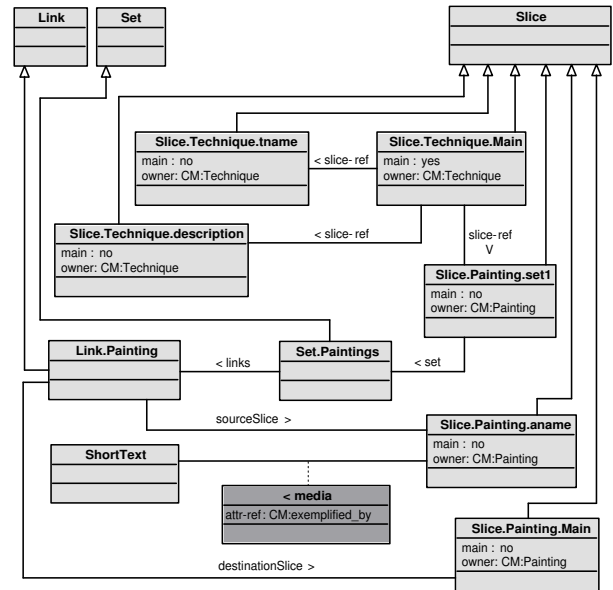 Link
Set
Slice
Slice.Technique.tname
main : no
owner: CM:Technique
< slice-ref
Slice.Technique.Main
main : yes
owner: CM:Technique
Slice.Technique.description
main : no
owner: CM:Technique
< slice-ref
slice-ref
V
Slice.Painting.set1
main : no
owner: CM:Painting
Link.Painting
< links
Set.Paintings
< set
sourceSlice >
Slice.Painting.aname
main : no
owner: CM:Painting
ShortText
< media
attr-ref: CM:exemplified_by
Slice.Painting.Main
main : no
owner: CM:Painting
destinationSlice >